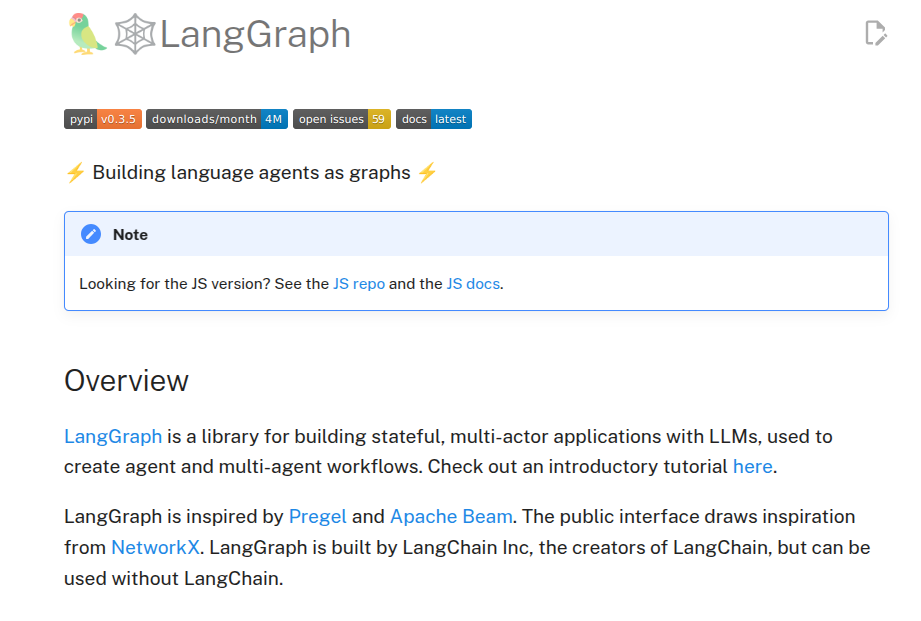 🦜🕸️LangGraph
pypi v0.3.5 downloads/month 4M open issues 59 docs latest
⚡ Building language agents as graphs ⚡
Note
Looking for the JS version? See the JS repo and the JS docs.
Overview
LangGraph is a library for building stateful, multi-actor applications with LLMs, used to
create agent and multi-agent workflows. Check out an introductory tutorial here.
LangGraph is inspired by Pregel and Apache Beam. The public interface draws inspiration
from NetworkX. LangGraph is built by LangChain Inc, the creators of LangChain, but can be
used without LangChain.